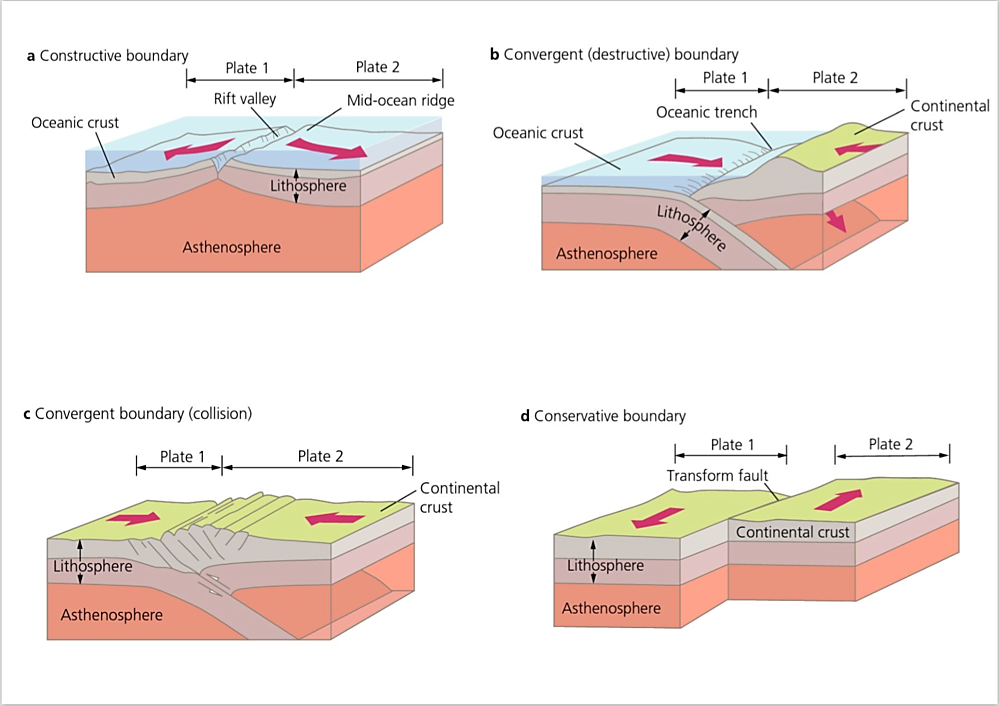 a Constructive boundary
Plate 1
Plate 2
Rift valley
Mid-ocean ridge
Oceanic crust
Lithosphere
Asthenosphere
b Convergent (destructive) boundary
Plate 1
Plate 2
Oceanic trench
Continental
crust
Oceanic crust
Lithosphere
Asthenosphere
c Convergent boundary (collision)
Plate 1
Plate 2
Continental
crust
Lithosphere
Asthenosphere
d Conservative boundary
Plate 1
Plate 2
Transform fault
Continental crust
Lithosphere
Asthenosphere